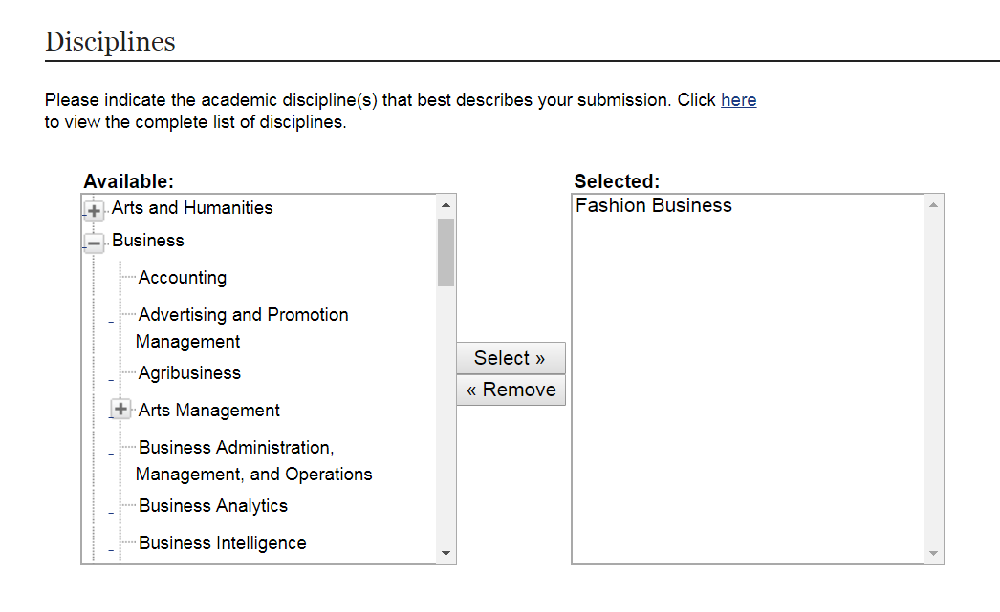 Disciplines
Please indicate the academic discipline(s) that best describes your submission. Click here
to view the complete list of disciplines.
Available:
Arts and Humanities
Business
Accounting
Advertising and Promotion
Management
Agribusiness
Arts Management
Business Administration,
Management, and Operations
Business Analytics
Business Intelligence
Select »
« Remove
Selected:
Fashion Business